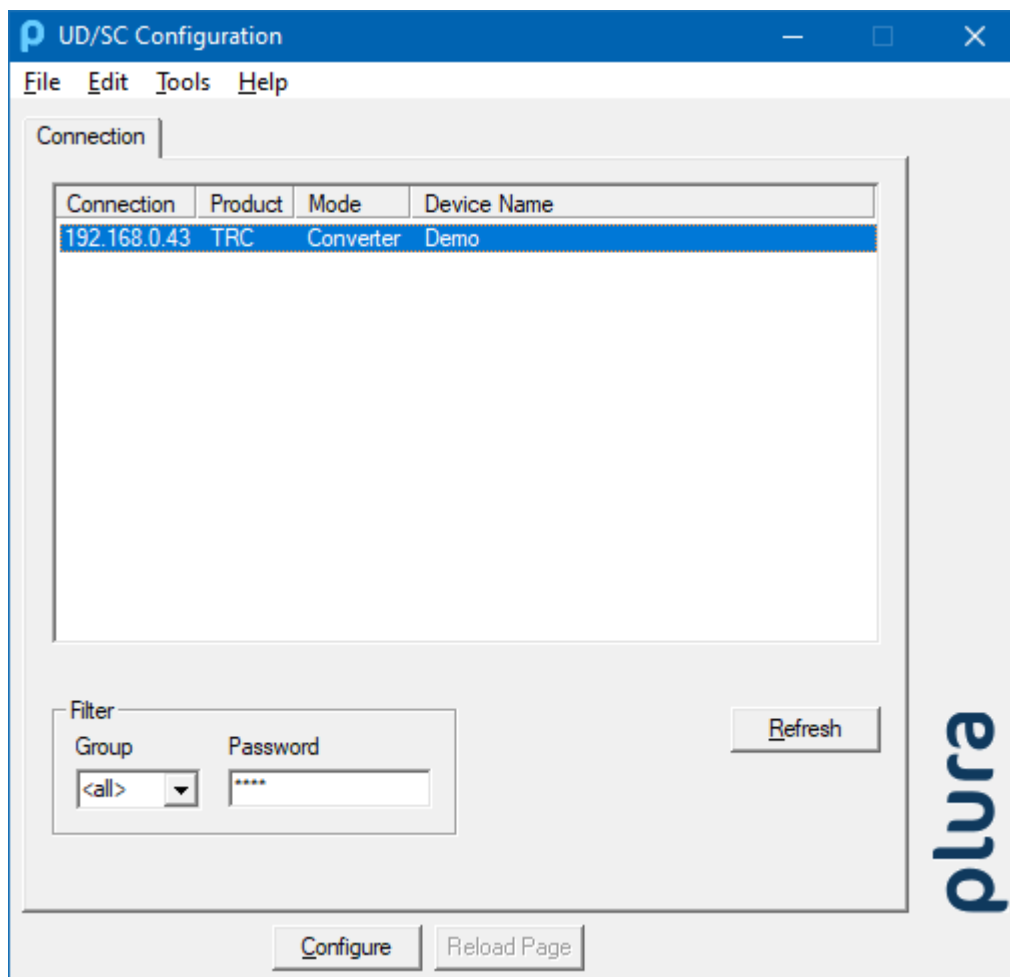 UD/SC Configuration
File Edit Tools Help
Connection
Connection Product Mode Device Name
192.168.0.43 TRC Converter Demo
Filter
Group Password
<all> ****
Refresh
plura
Configure Reload Page